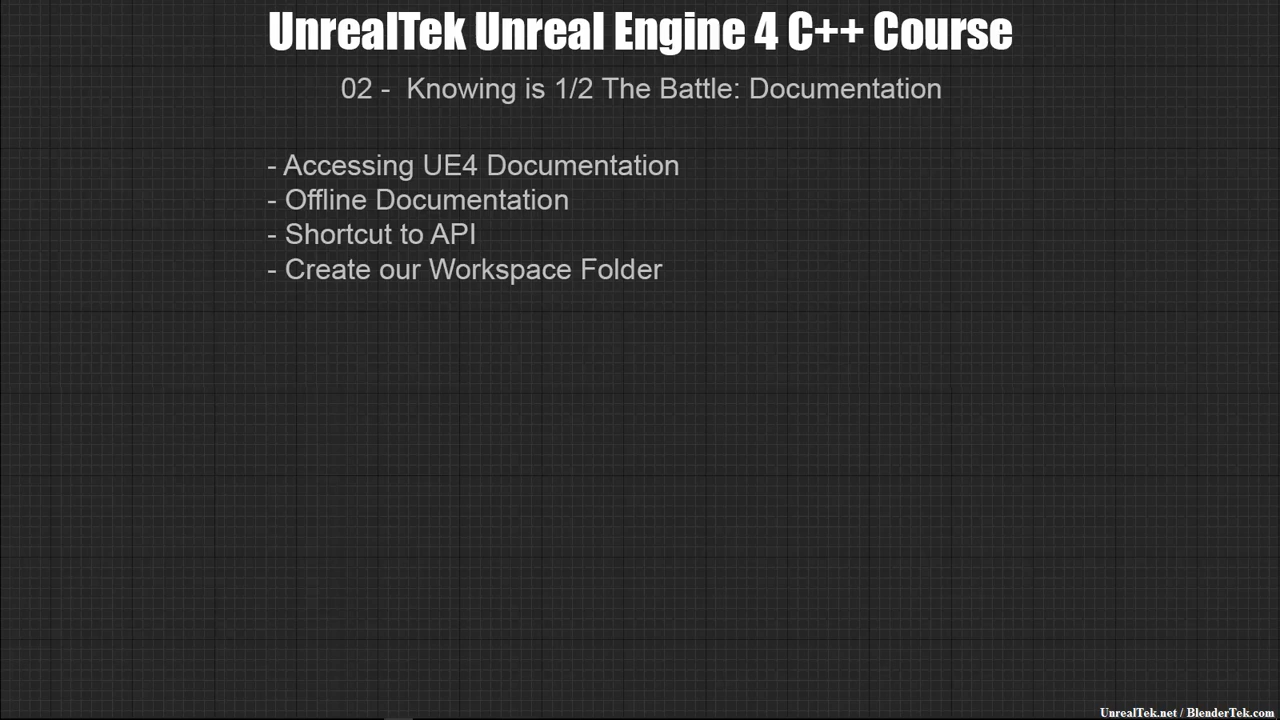 UnrealTek Unreal Engine 4 C++ Course
02 - Knowing is 1/2 The Battle: Documentation
- Accessing UE4 Documentation
- Offline Documentation
- Shortcut to API
- Create our Workspace Folder
UnrealTek.net / BlenderTek.com